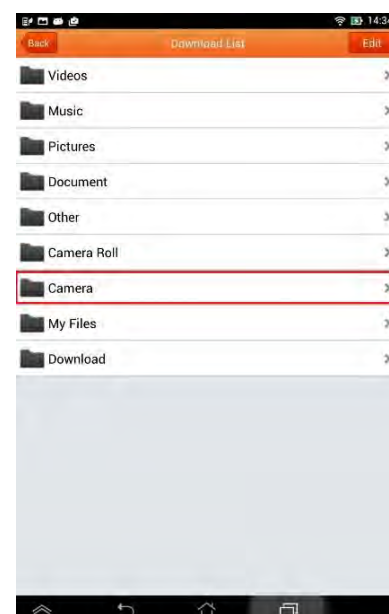 14:34
Back Download List Edit
Videos
Music
Pictures
Document
Other
Camera Roll
Camera
My Files
Download